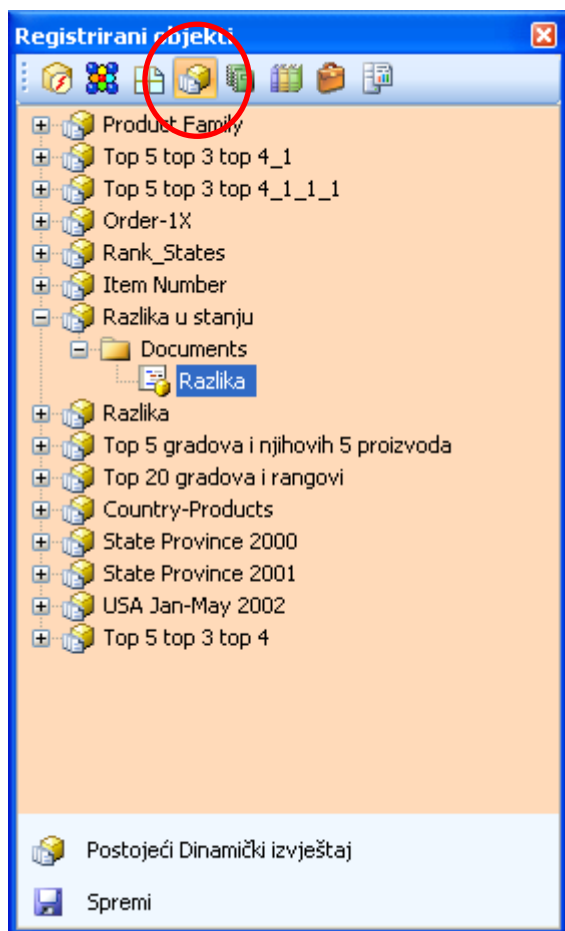 Registrirani objekti
Product Family
Top 5 top 3 top 4_1
Top 5 top 3 top 4_1_1_1
Order-1X
Rank_States
Item Number
Razlika u stanju
Documents
Razlika
Razlika
Top 5 gradova i njihovih 5 proizvoda
Top 20 gradova i rangovi
Country-Products
State Province 2000
State Province 2001
USA Jan-May 2002
Top 5 top 3 top 4
Postojeći Dinamički izvještaj
Spremi